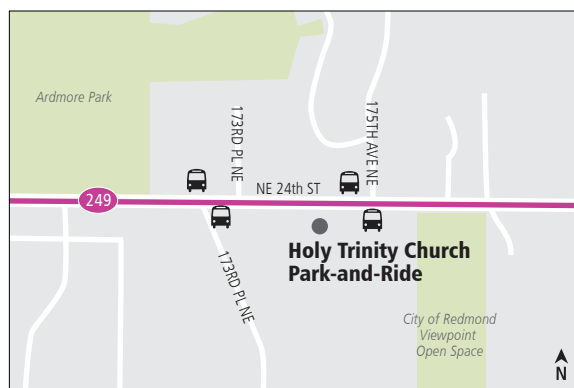 Ardmore Park
173RD PL NE
175TH AVE NE
NE 24th ST
249
Holy Trinity Church
Park-and-Ride
173RD PL NE
City of Redmond
Viewpoint
Open Space
N